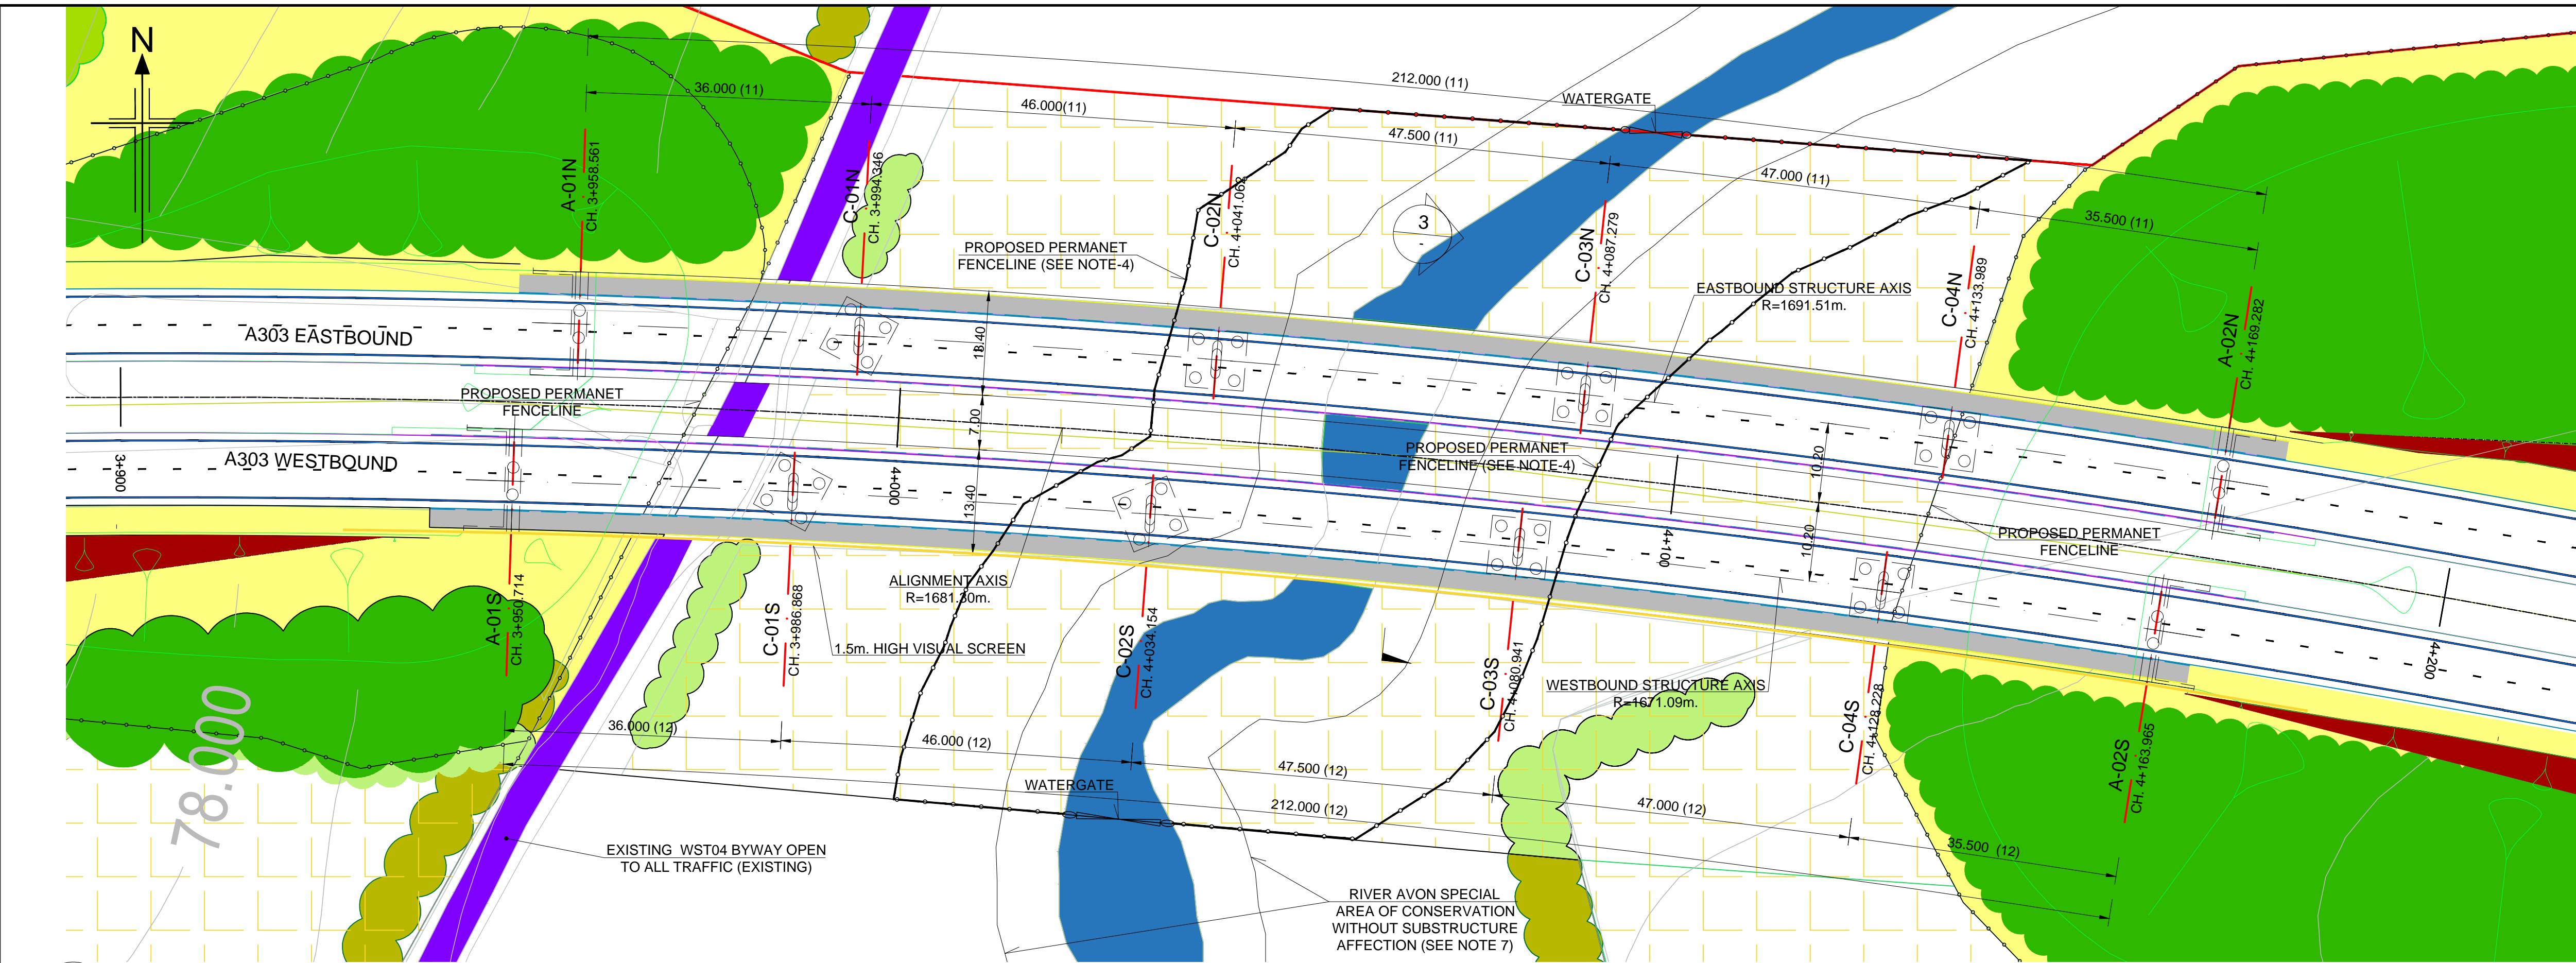 N
36.000 (11)
46.000(11)
212.000 (11)
47.500 (11)
47.000 (11)
35.500 (11)
WATERGATE
A-01N
CH. 3+958.561
C-01N
CH. 3+994.346
C-02N
CH. 4+041.062
C-03N
CH. 4+087.279
C-04N
CH. 4+133.989
A-02N
CH. 4+169.282
3
-
PROPOSED PERMANET
FENCELINE (SEE NOTE-4)
EASTBOUND STRUCTURE AXIS
R=1691.51m.
A303 EASTBOUND
13.40
PROPOSED PERMANET
FENCELINE
7.00
PROPOSED PERMANET
FENCELINE (SEE NOTE-4)
A303 WESTBOUND
3+900
4+000
13.40
4+100
10.20
10.20
PROPOSED PERMANET
FENCELINE
4+200
ALIGNMENT AXIS
R=1681.30m.
1.5m. HIGH VISUAL SCREEN
A-01S
CH. 3+950.714
C-01S
CH. 3+986.868
C-02S
CH. 4+034.154
C-03S
CH. 4+080.941
C-04S
CH. 4+128.228
A-02S
CH. 4+163.965
WESTBOUND STRUCTURE AXIS
R=1671.09m.
78.000
36.000 (12)
46.000 (12)
47.500 (12)
212.000 (12)
47.000 (12)
35.500 (12)
WATERGATE
EXISTING WST04 BYWAY OPEN
TO ALL TRAFFIC (EXISTING)
RIVER AVON SPECIAL
AREA OF CONSERVATION
WITHOUT SUBSTRUCTURE
AFFECTION (SEE NOTE 7)